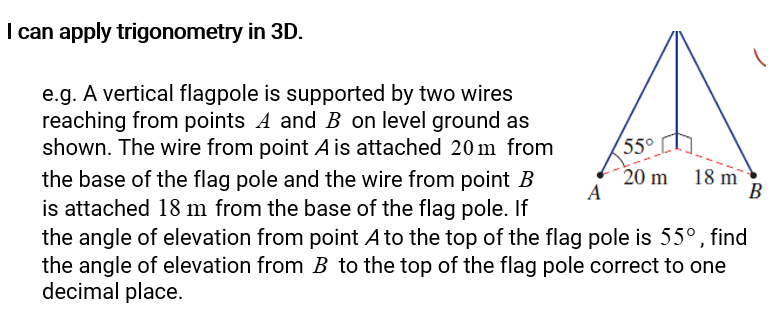 I can apply trigonometry in 3D.
e.g. A vertical flagpole is supported by two wires
reaching from points A and B on level ground as
shown. The wire from point A is attached 20 m from
the base of the flag pole and the wire from point B
is attached 18 m from the base of the flag pole. If
the angle of elevation from point A to the top of the flag pole is 55°, find
the angle of elevation from B to the top of the flag pole correct to one
decimal place.
55°
20 m 18 m
A B